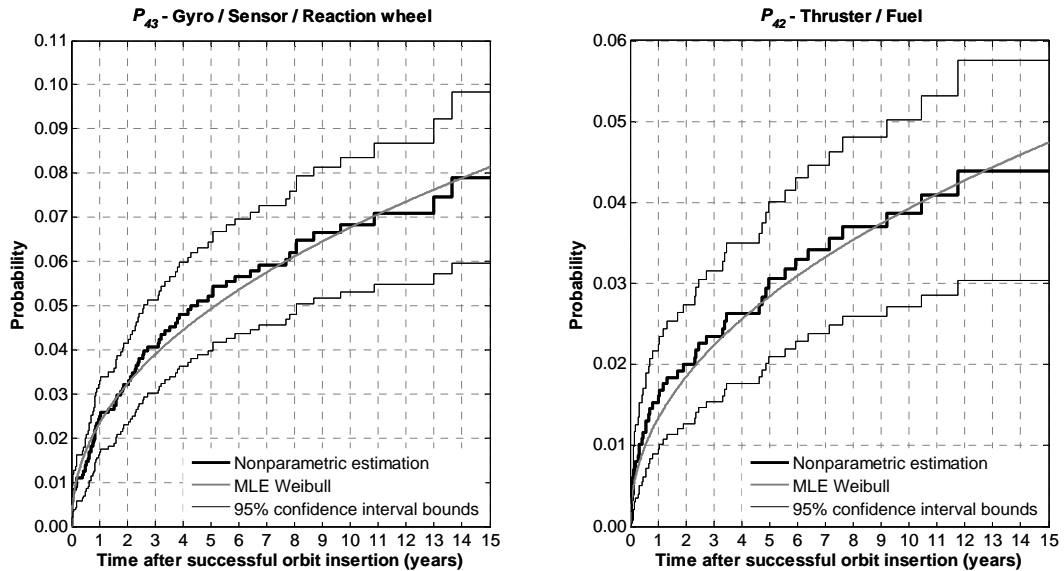 P43 - Gyro / Sensor / Reaction wheel
0.11
0.10
0.09
0.08
0.07
0.06
0.05
0.04
0.03
0.02
0.01
0.00
Probability
Nonparametric estimation
MLE Weibull
95% confidence interval bounds
0 1 2 3 4 5 6 7 8 9 10 11 12 13 14 15
Time after successful orbit insertion (years)
P42 - Thruster / Fuel
0.06
0.05
0.04
0.03
0.02
0.01
0.00
Probability
Nonparametric estimation
MLE Weibull
95% confidence interval bounds
0 1 2 3 4 5 6 7 8 9 10 11 12 13 14 15
Time after successful orbit insertion (years)